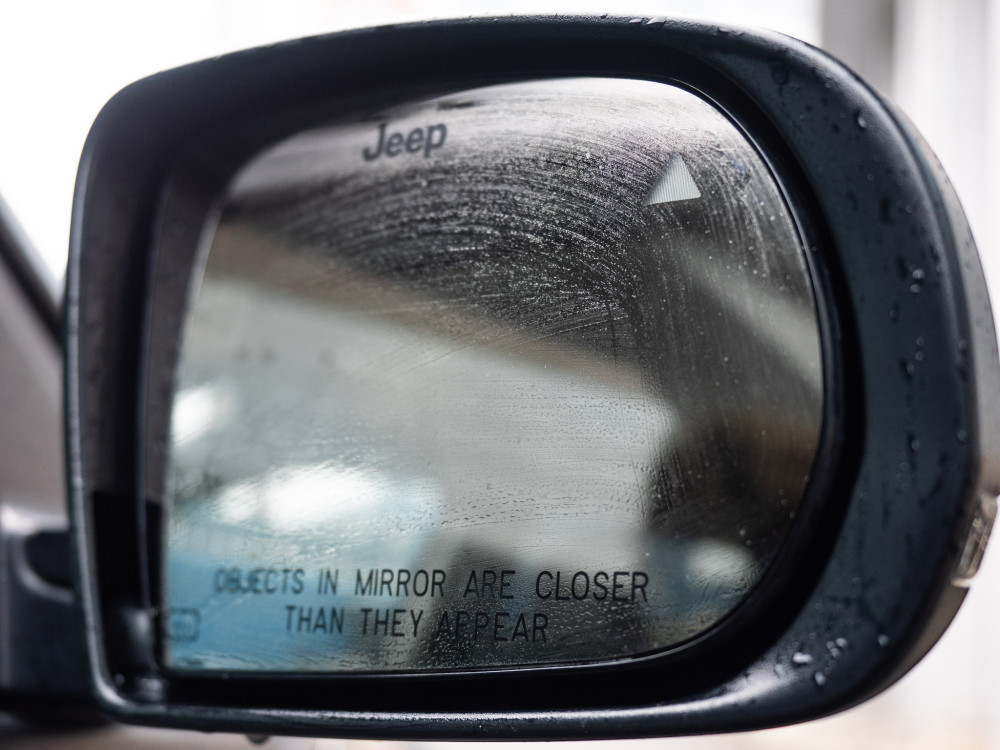 Jeep
OBJECTS IN MIRROR ARE CLOSER
THAN THEY APPEAR